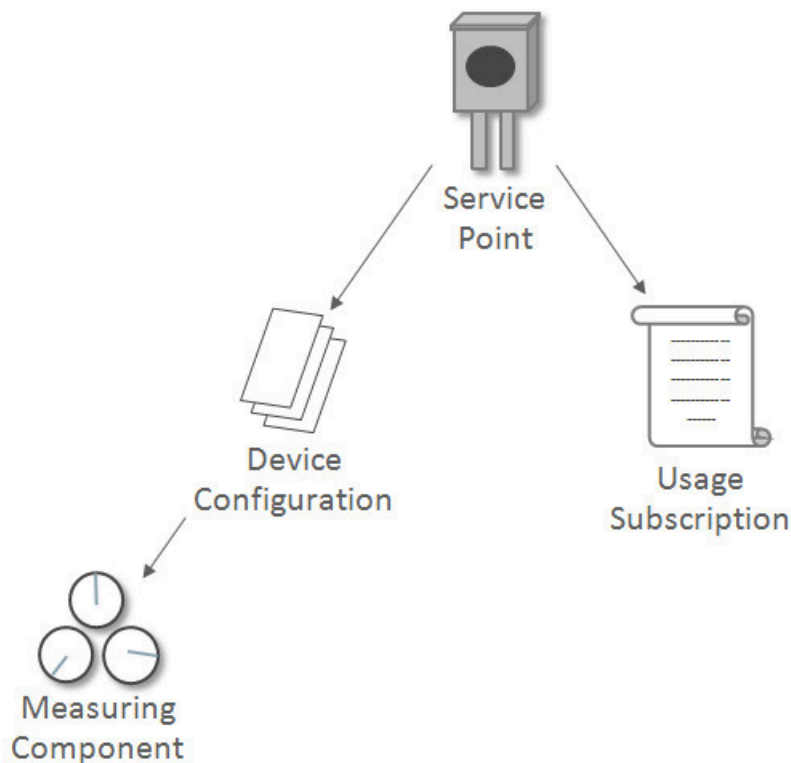 Service
Point
Device
Configuration
Usage
Subscription
Measuring
Component